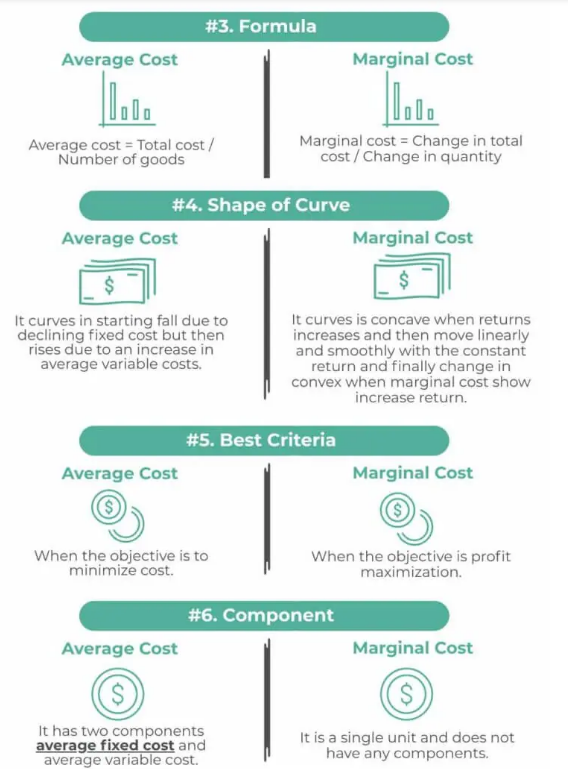 #3. Formula
Average Cost
Average cost = Total cost /
Number of goods
Marginal Cost
Marginal cost = Change in total
cost / Change in quantity
#4. Shape of Curve
Average Cost
$
It curves in starting fall due to
declining fixed cost but then
rises due to an increase in
average variable costs.
Marginal Cost
$
It curves is concave when returns
increases and then move linearly
and smoothly with the constant
return and finally change in
convex when marginal cost show
increase return.
#5. Best Criteria
Average Cost
$
When the objective is to
minimize cost.
Marginal Cost
$
When the objective is profit
maximization.
#6. Component
Average Cost
$
It has two components
average fixed cost and
average variable cost.
Marginal Cost
$
It is a single unit and does not
have any components.